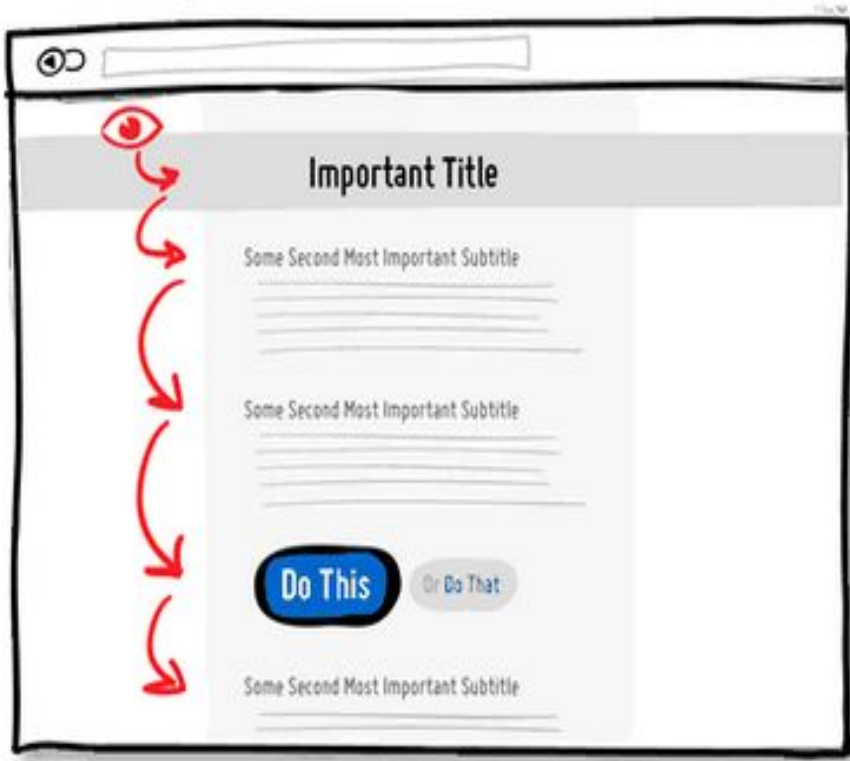 Important Title
Some Second Most Important Subtitle
Some Second Most Important Subtitle
Do This
Or Do That
Some Second Most Important Subtitle